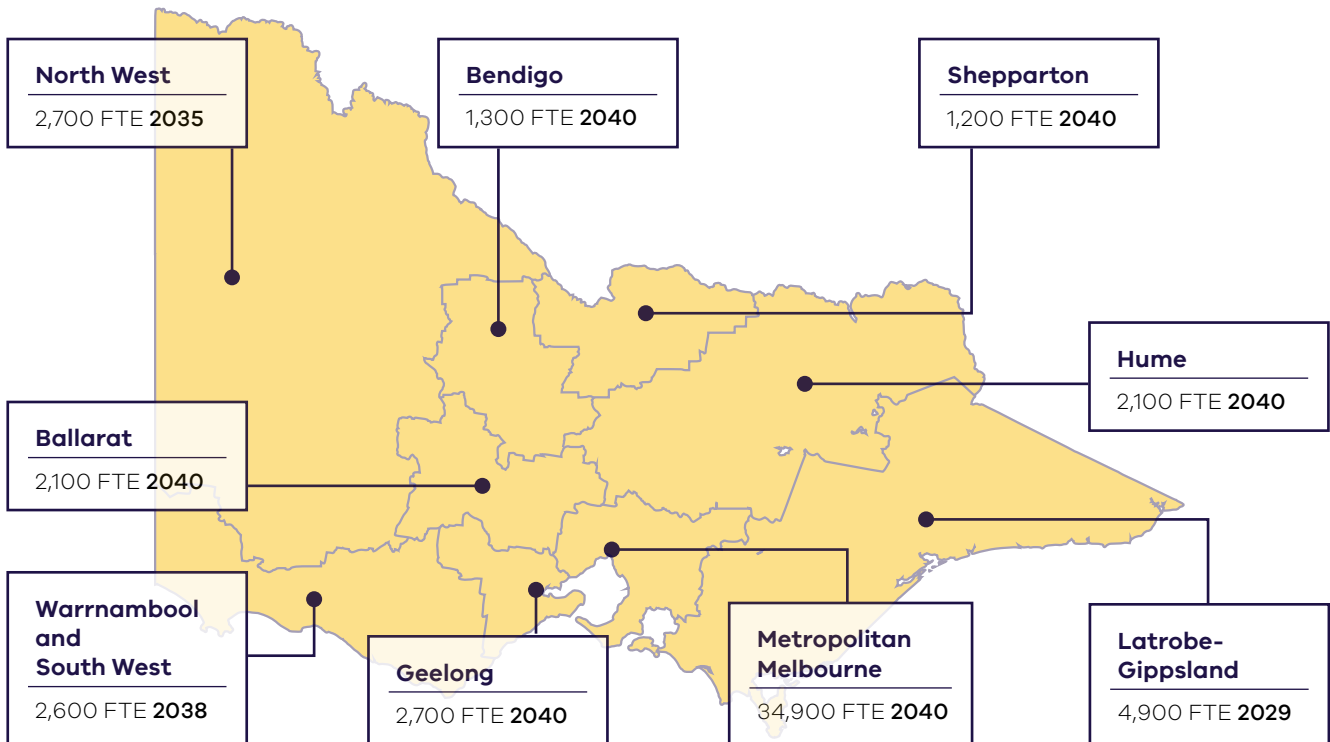 North West
2,700 FTE 2035
Bendigo
1,300 FTE 2040
Shepparton
1,200 FTE 2040
Hume
2,100 FTE 2040
Ballarat
2,100 FTE 2040
Warrnambool
and
South West
2,600 FTE 2038
Geelong
2,700 FTE 2040
Metropolitan
Melbourne
34,900 FTE 2040
Latrobe-
Gippsland
4,900 FTE 2029